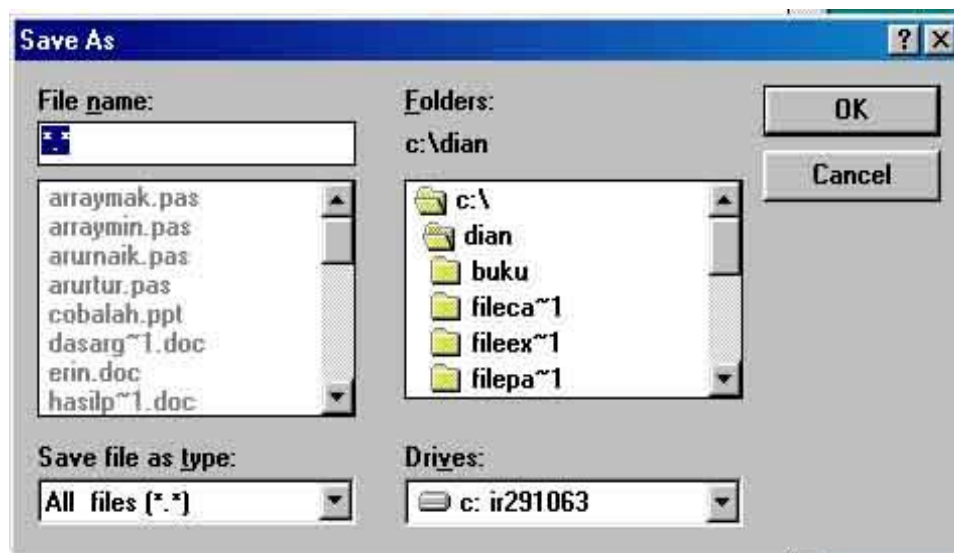 Save As
File name:
*.*
arraymak.pas
arraymin.pas
arurnaik.pas
arurtur.pas
cobalah.ppt
dasarg~1.doc
erin.doc
hasilp~1.doc
Save file as type:
All files (*.*)
Folders:
c:\dian
c:\
dian
buku
fileca~1
fileex~1
filepa~1
Drives:
c: ir291063
OK
Cancel